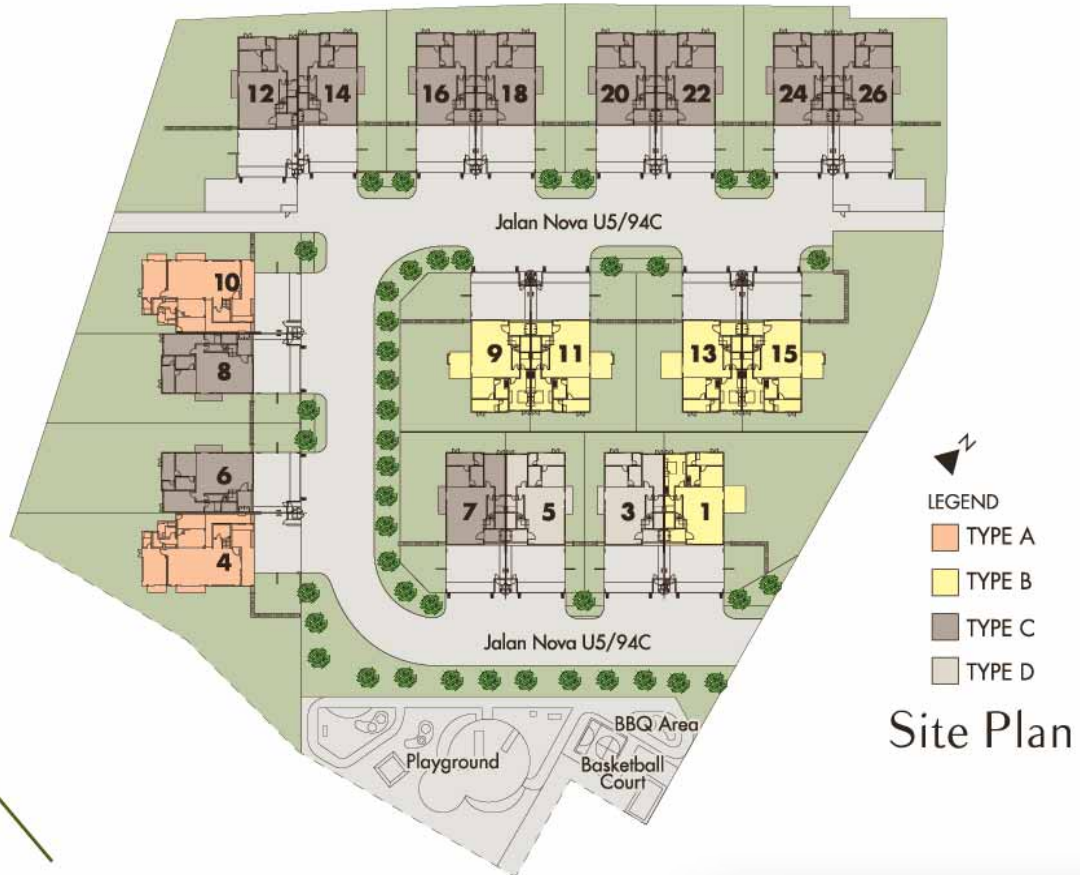 12
14
16
18
20
22
24
26
Jalan Nova U5/94C
10
8
9
11
13
15
6
4
7
5
3
1
Jalan Nova U5/94C
Playground
BBQ Area
Basketball
Court
N
LEGEND
TYPE A
TYPE B
TYPE C
TYPE D
Site Plan